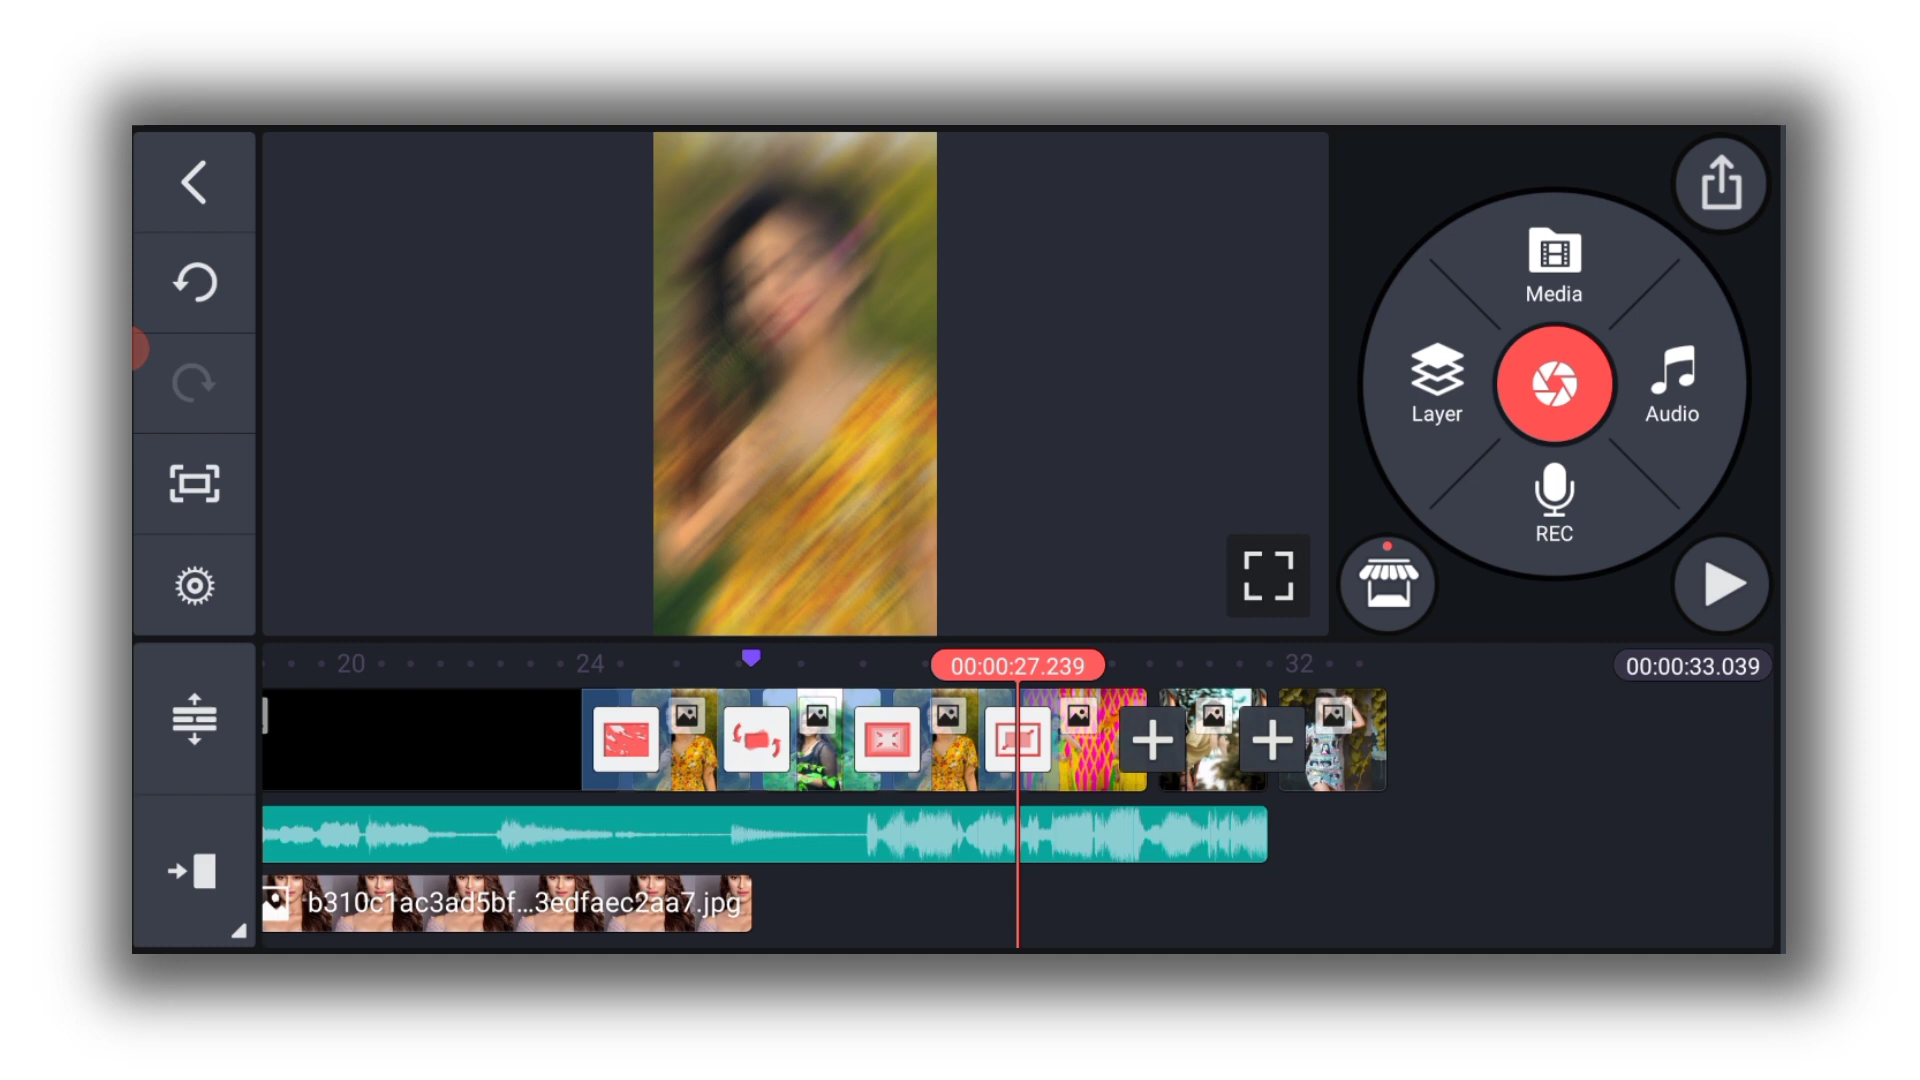 Media
Layer
Audio
REC
20
24
00:00:27.239
32
00:00:33.039
b310c1ac3ad5bf...3edfaec2aa7.jpg